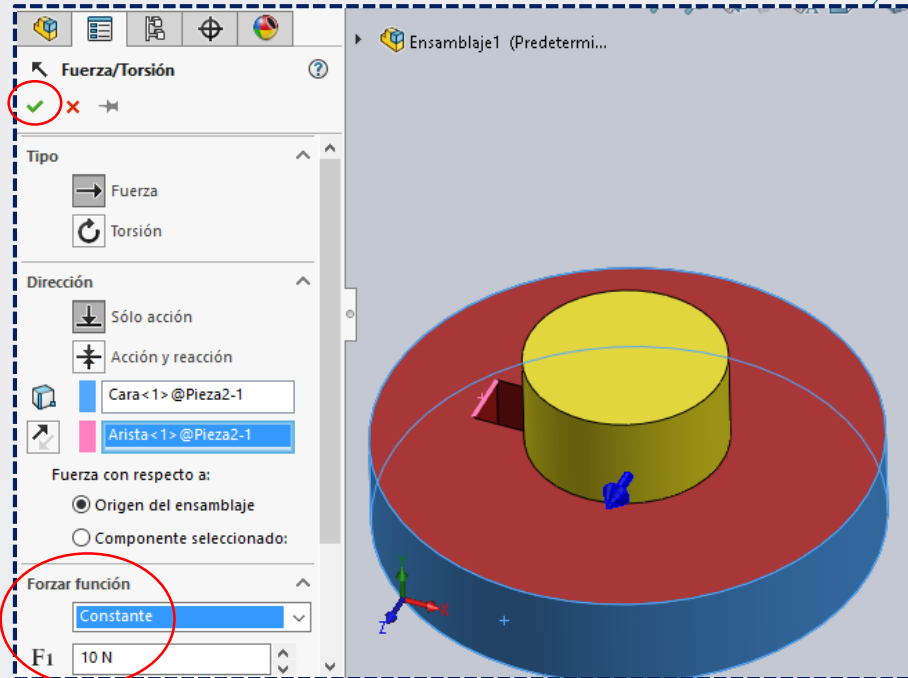 Ensamblaje1 (Predetermi...
Fuerza/Torsión
?
Tipo
Fuerza
Torsión
Dirección
Sólo acción
Acción y reacción
Cara<1>@Pieza2-1
Arista<1>@Pieza2-1
Fuerza con respecto a:
Origen del ensamblaje
Componente seleccionado:
Forzar función
Constante
F1 10 N
Y
X
Z